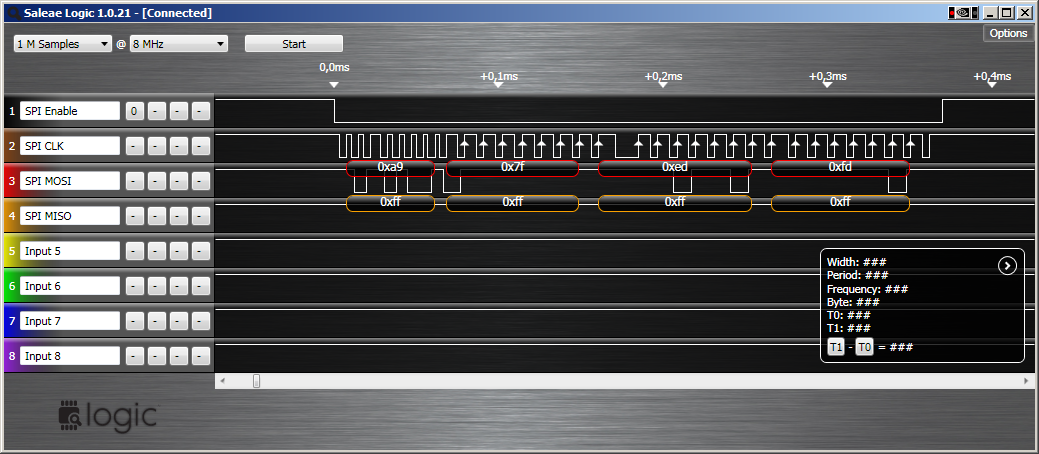 Saleae Logic 1.0.21 - [Connected]
Options
1 M Samples @ 8 MHz Start
0,0ms +0,1ms +0,2ms +0,3ms +0,4ms
1 SPI Enable 0 - - -
2 SPI CLK - - - -
0xa9 0x7f 0xed 0xfd
3 SPI MOSI - - - -
0xff 0xff 0xff 0xff
4 SPI MISO - - - -
5 Input 5 - - - -
6 Input 6 - - - -
7 Input 7 - - - -
8 Input 8 - - - -
Width: ###
Period: ###
Frequency: ###
Byte: ###
T0: ###
T1: ###
T1 - T0 = ###
logic